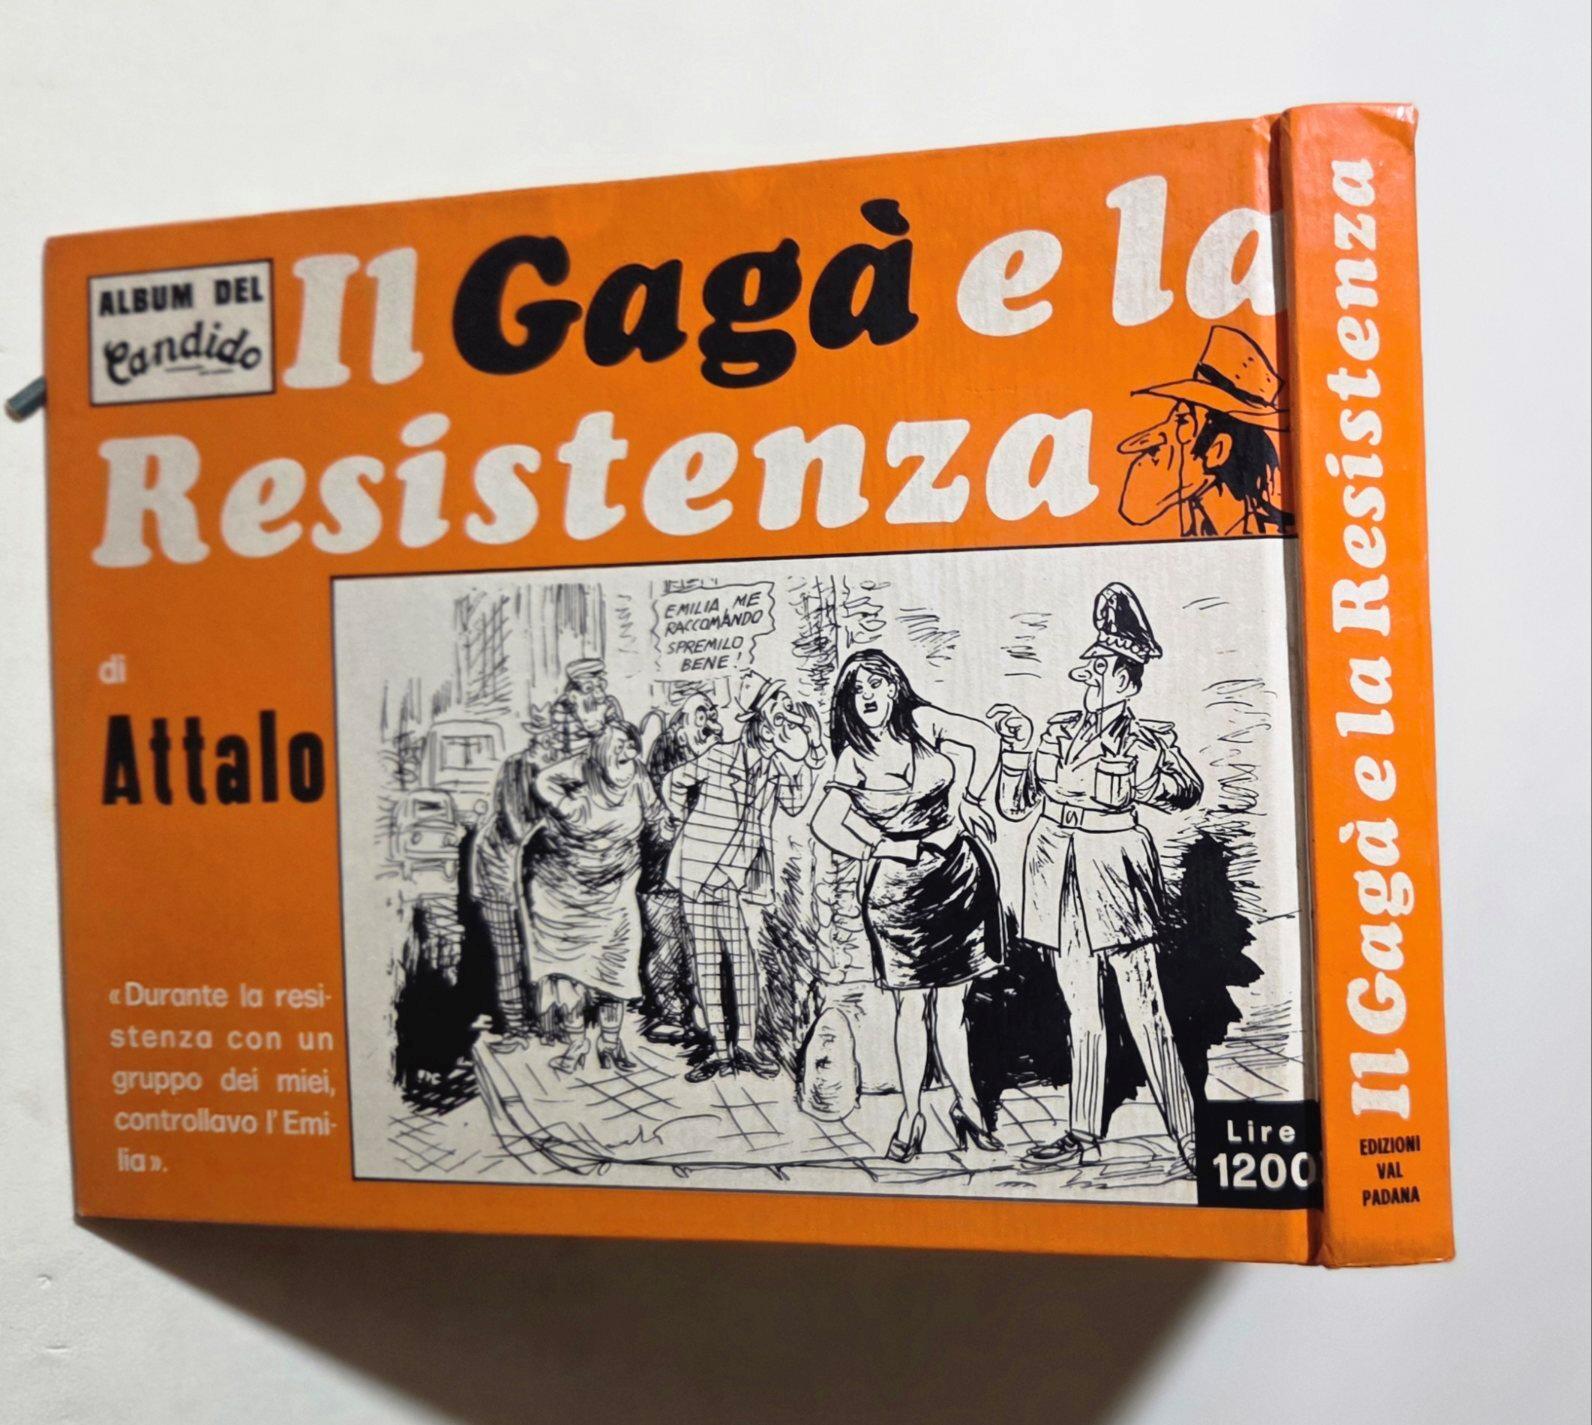 ALBUM DEL
Candido
Il Gagà e la
Resistenza
di
Attalo
EMILIA ME
RACCOMANDO
SPREMILO
BENE!
«Durante la resi-
stenza con un
gruppo dei miei,
controllavo l'Emi-
lia».
Lire
1200
Il Gagà e la Resistenza
EDIZIONI
VAL
PADANA